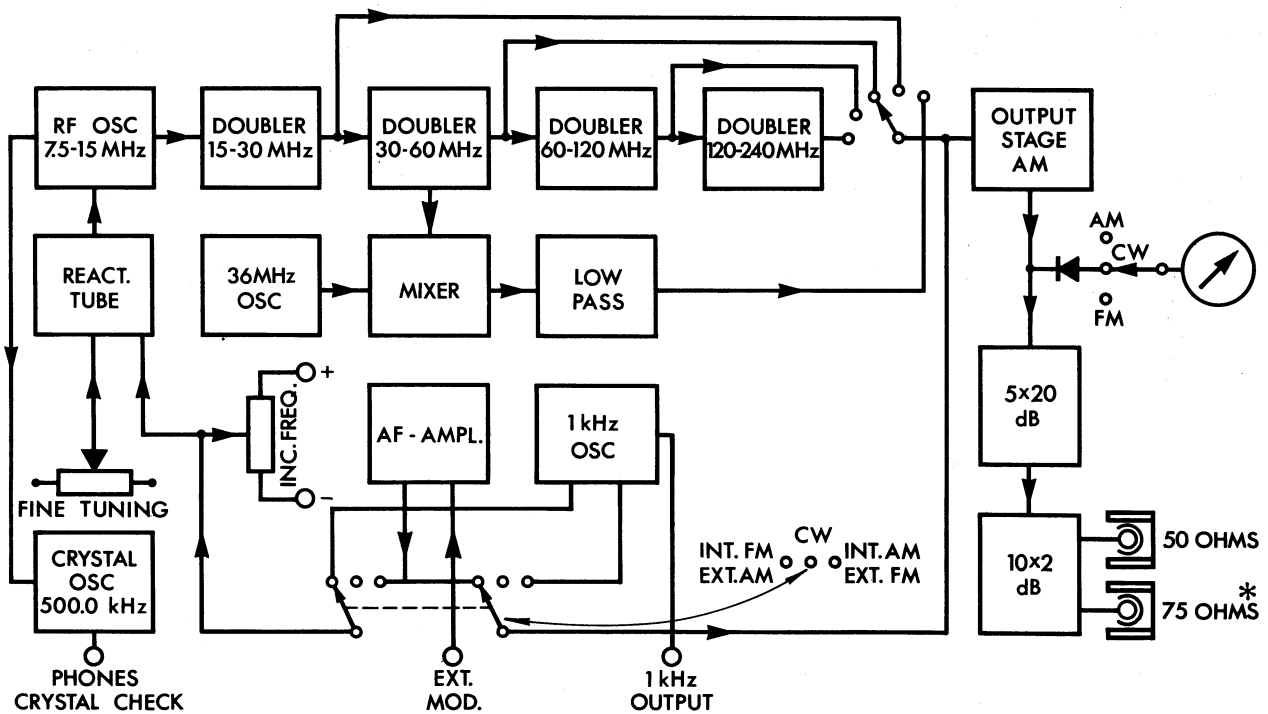 RF OSC
7.5-15 MHz
DOUBLER
15-30 MHz
DOUBLER
30-60 MHz
DOUBLER
60-120 MHz
DOUBLER
120-240MHz
OUTPUT
STAGE
AM
REACT.
TUBE
36MHz
OSC
MIXER
LOW
PASS
AM
CW
FM
+
INC. FREQ.
-
AF - AMPL.
1 kHz
OSC
5×20
dB
FINE TUNING
CRYSTAL
OSC
500.0 kHz
CW
INT. FM
EXT.AM
INT. AM
EXT. FM
10×2
dB
50 OHMS
75 OHMS*
PHONES
CRYSTAL CHECK
EXT.
MOD.
1 kHz
OUTPUT